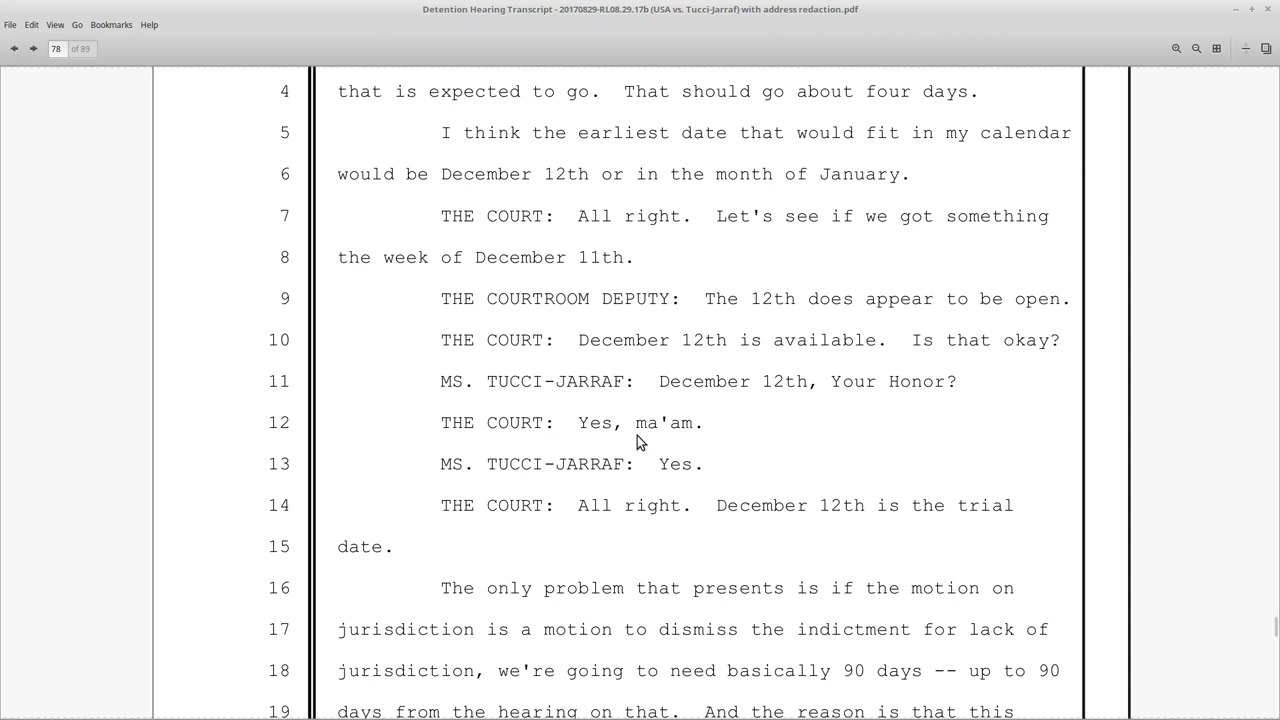 Detention Hearing Transcript - 20170829-RL08.29.17b (USA vs. Tucci-Jarraf) with address redaction.pdf
File Edit View Go Bookmarks Help
78 of 89
4 that is expected to go. That should go about four days.
5 I think the earliest date that would fit in my calendar
6 would be December 12th or in the month of January.
7 THE COURT: All right. Let's see if we got something
8 the week of December 11th.
9 THE COURTROOM DEPUTY: The 12th does appear to be open.
10 THE COURT: December 12th is available. Is that okay?
11 MS. TUCCI-JARRAF: December 12th, Your Honor?
12 THE COURT: Yes, ma'am.
13 MS. TUCCI-JARRAF: Yes.
14 THE COURT: All right. December 12th is the trial
15 date.
16 The only problem that presents is if the motion on
17 jurisdiction is a motion to dismiss the indictment for lack of
18 jurisdiction, we're going to need basically 90 days -- up to 90
19 days from the hearing on that. And the reason is that this